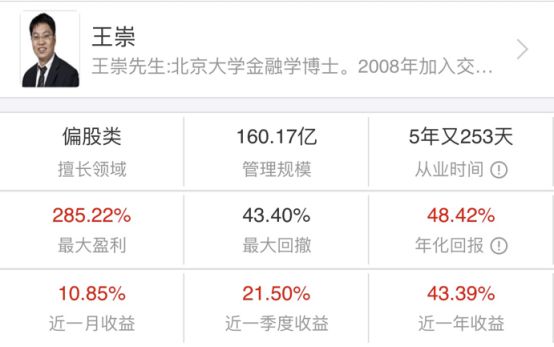 王崇
王崇先生:北京大学金融学博士。2008年加入交...
偏股类 160.17亿 5年又253天
擅长领域 管理规模 从业时间
285.22% 43.40% 48.42%
最大盈利 最大回撤 年化回报
10.85% 21.50% 43.39%
近一月收益 近一季度收益 近一年收益